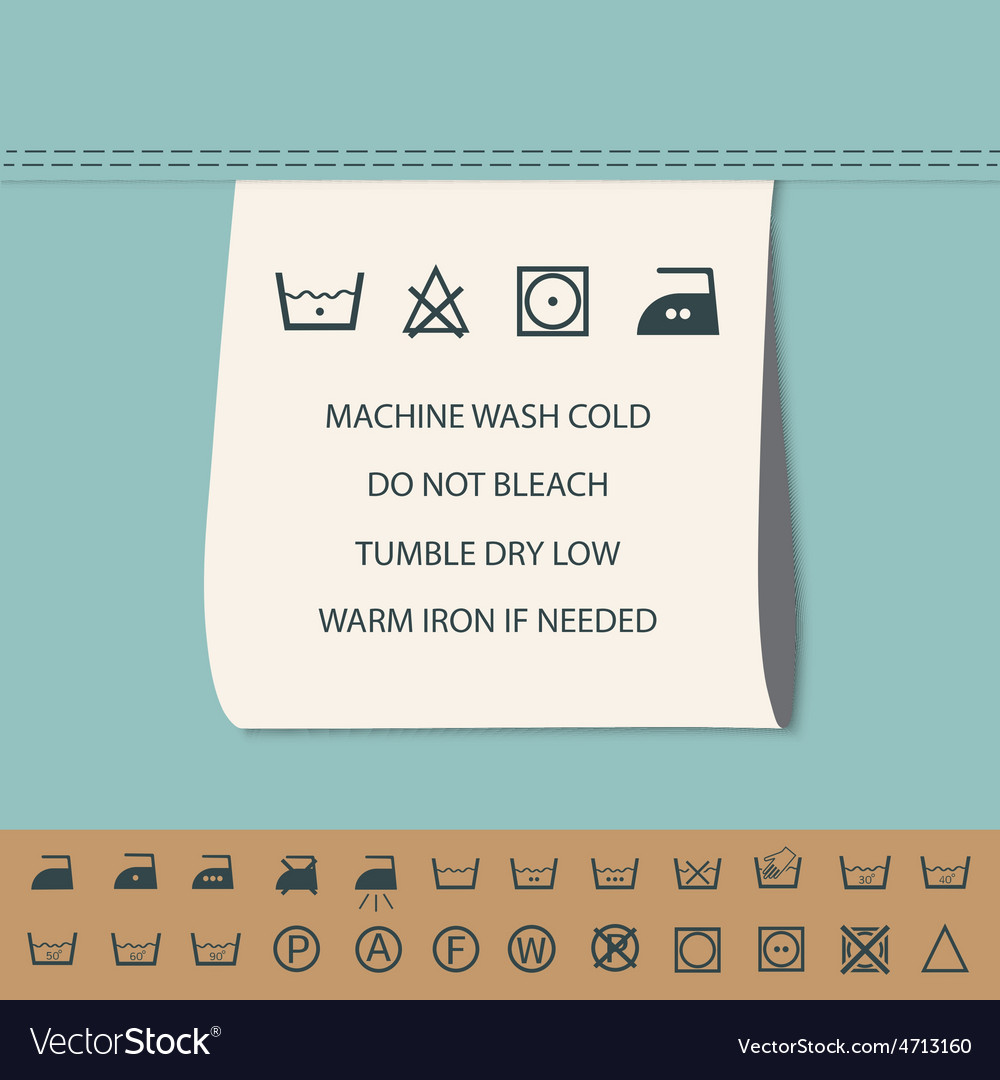 MACHINE WASH COLD
DO NOT BLEACH
TUMBLE DRY LOW
WARM IRON IF NEEDED
30° 40°
50° 60° 90° P A F W P
VectorStock® VectorStock.com/4713160